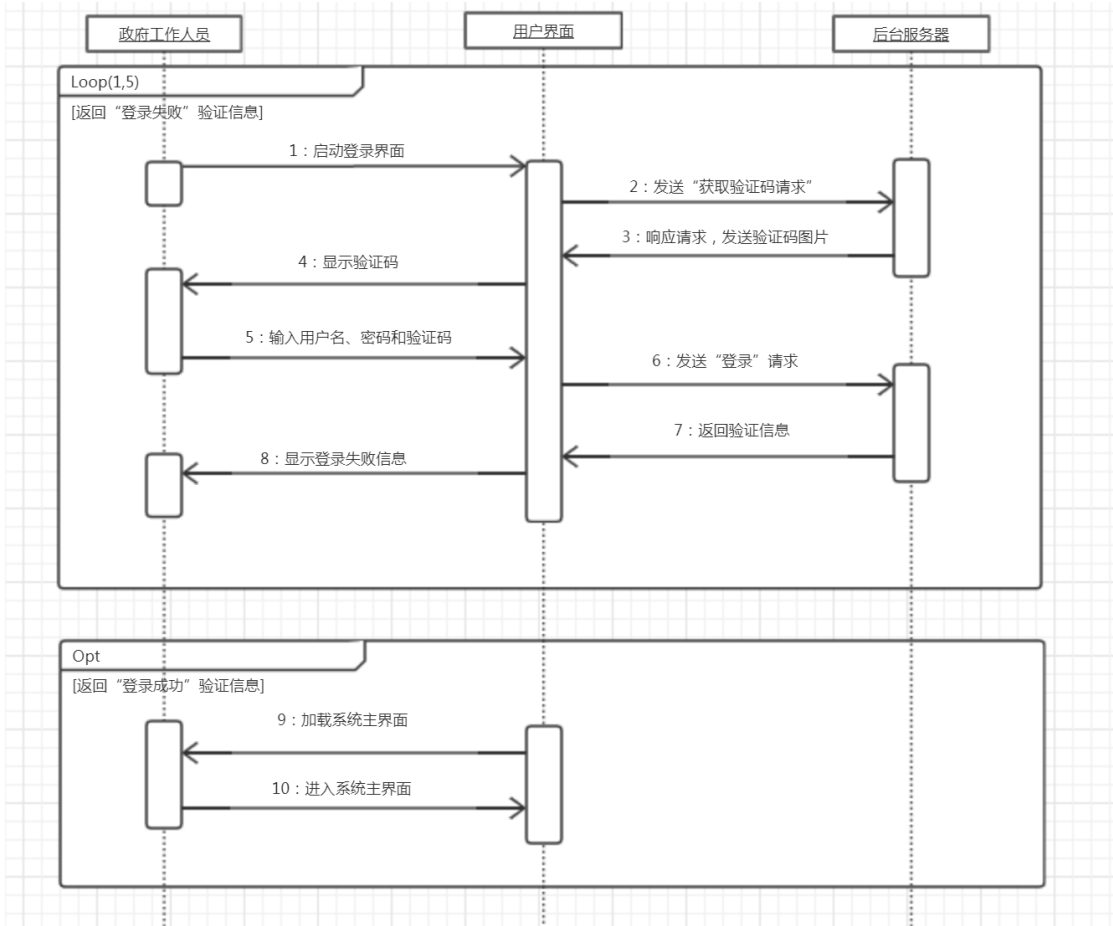 政府工作人员
用户界面
后台服务器
Loop(1,5)
[返回“登录失败”验证信息]
1：启动登录界面
2：发送“获取验证码请求”
3：响应请求，发送验证码图片
4：显示验证码
5：输入用户名、密码和验证码
6：发送“登录”请求
7：返回验证信息
8：显示登录失败信息
Opt
[返回“登录成功”验证信息]
9：加载系统主界面
10：进入系统主界面